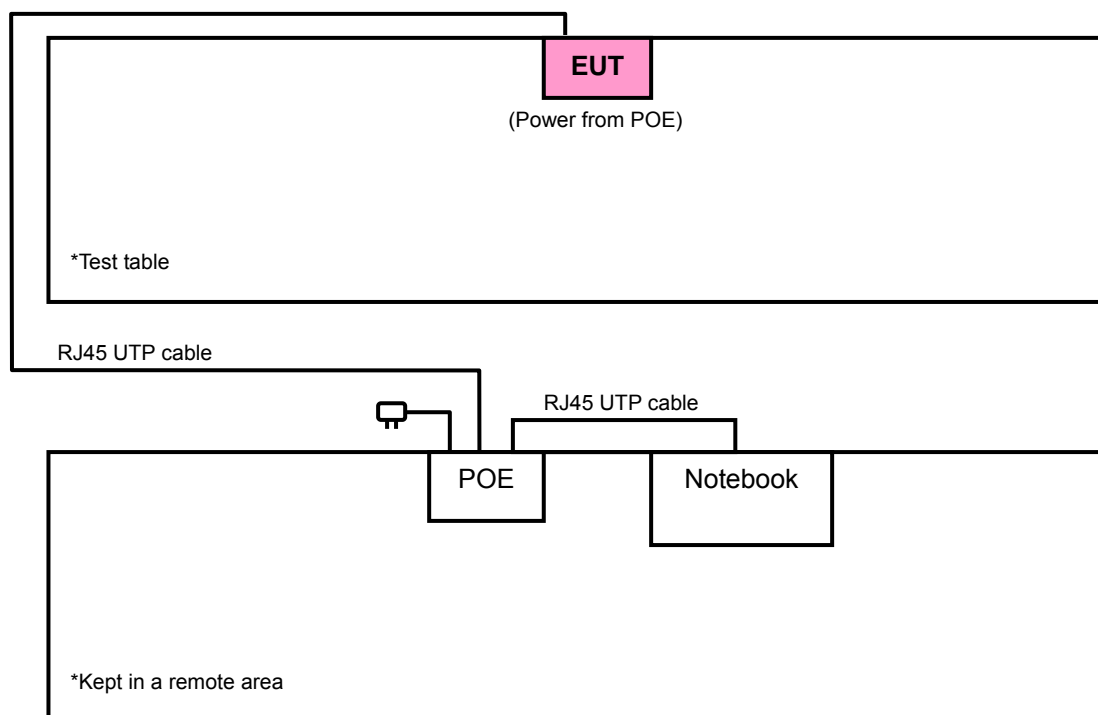 EUT
(Power from POE)
*Test table
RJ45 UTP cable
RJ45 UTP cable
POE
Notebook
*Kept in a remote area